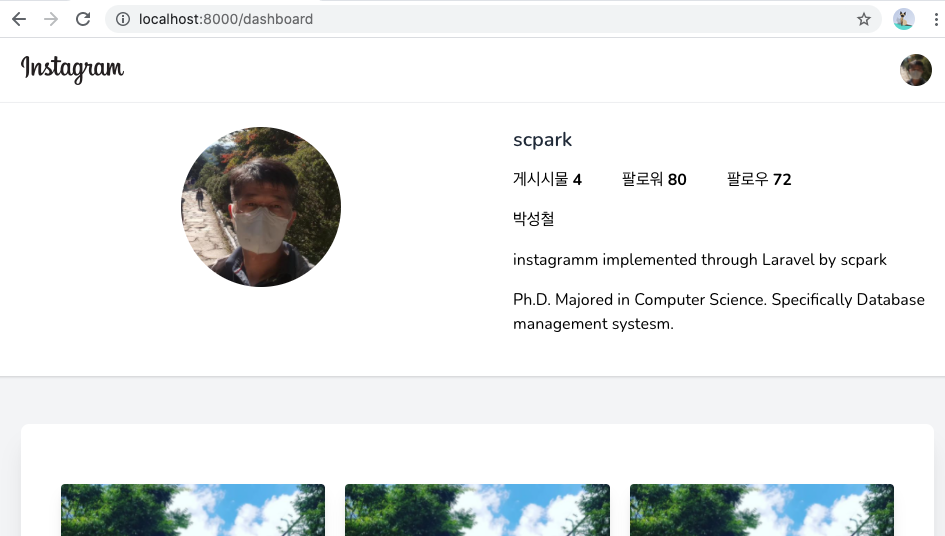 localhost:8000/dashboard
Instagram
scpark
게시시물 4 팔로워 80 팔로우 72
박성철
instagramm implemented through Laravel by scpark
Ph.D. Majored in Computer Science. Specifically Database
management systesm.